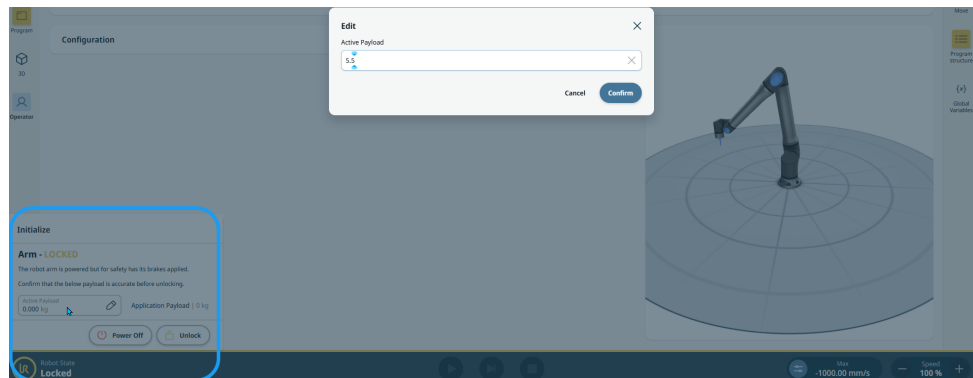 Program
3D
Operator
Configuration
Edit
Active Payload
5.5
Cancel
Confirm
Move
Program structure
{x}
Global Variables
Initialize
Arm - LOCKED
The robot arm is powered but for safety has its brakes applied.
Confirm that the below payload is accurate before unlocking.
Active Payload
0.000 kg
Application Payload | 0 kg
Power Off
Unlock
Robot State
Locked
Max
-1000.00 mm/s
Speed
100 %